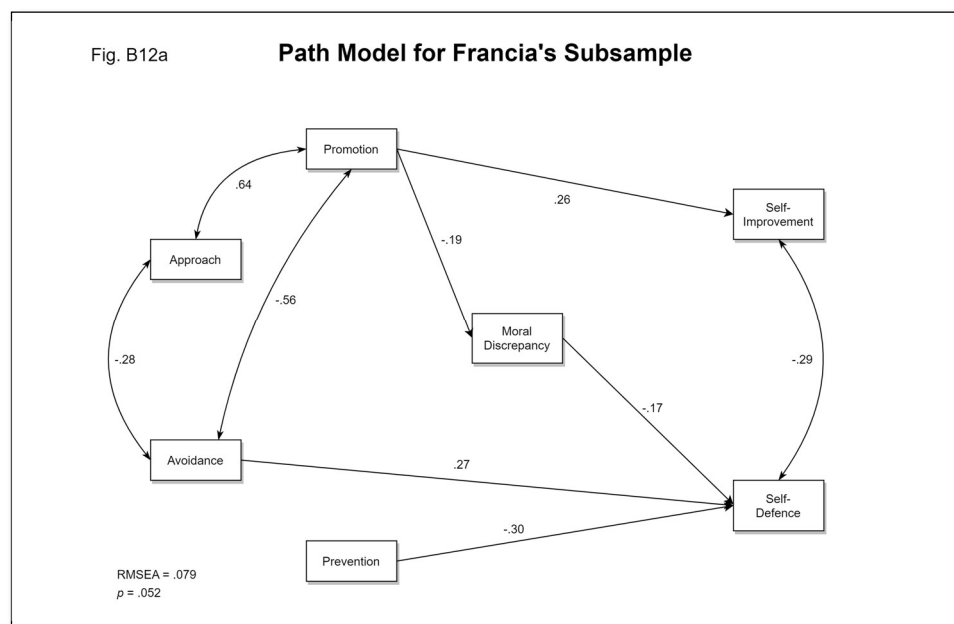 Fig. B12a
Path Model for Francia's Subsample
Promotion
.64
.26
Self-
Improvement
-.19
Approach
-.56
Moral
Discrepancy
-.28
-.29
-.17
Avoidance
.27
Self-
Defence
-.30
Prevention
RMSEA = .079
p = .052